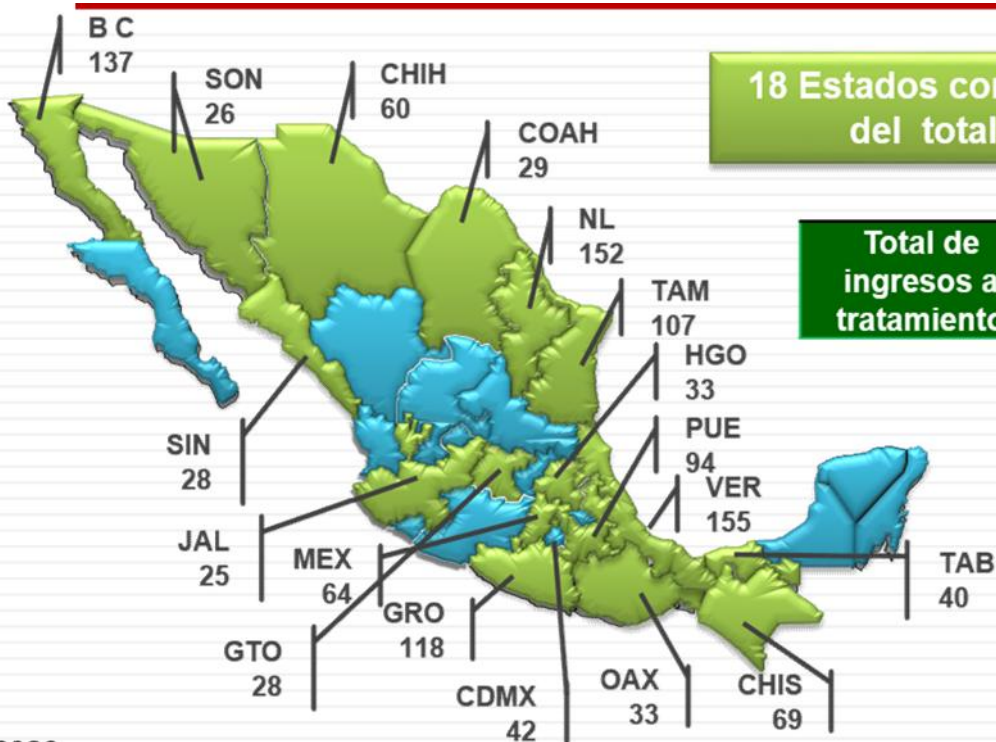 B C
137
SON
26
CHIH
60
COAH
29
NL
152
TAM
107
HGO
33
PUE
94
VER
155
TAB
40
SIN
28
JAL
25
MEX
64
GRO
118
GTO
28
CDMX
42
OAX
33
CHIS
69
18 Estados con
del total
Total de
ingresos a
tratamiento